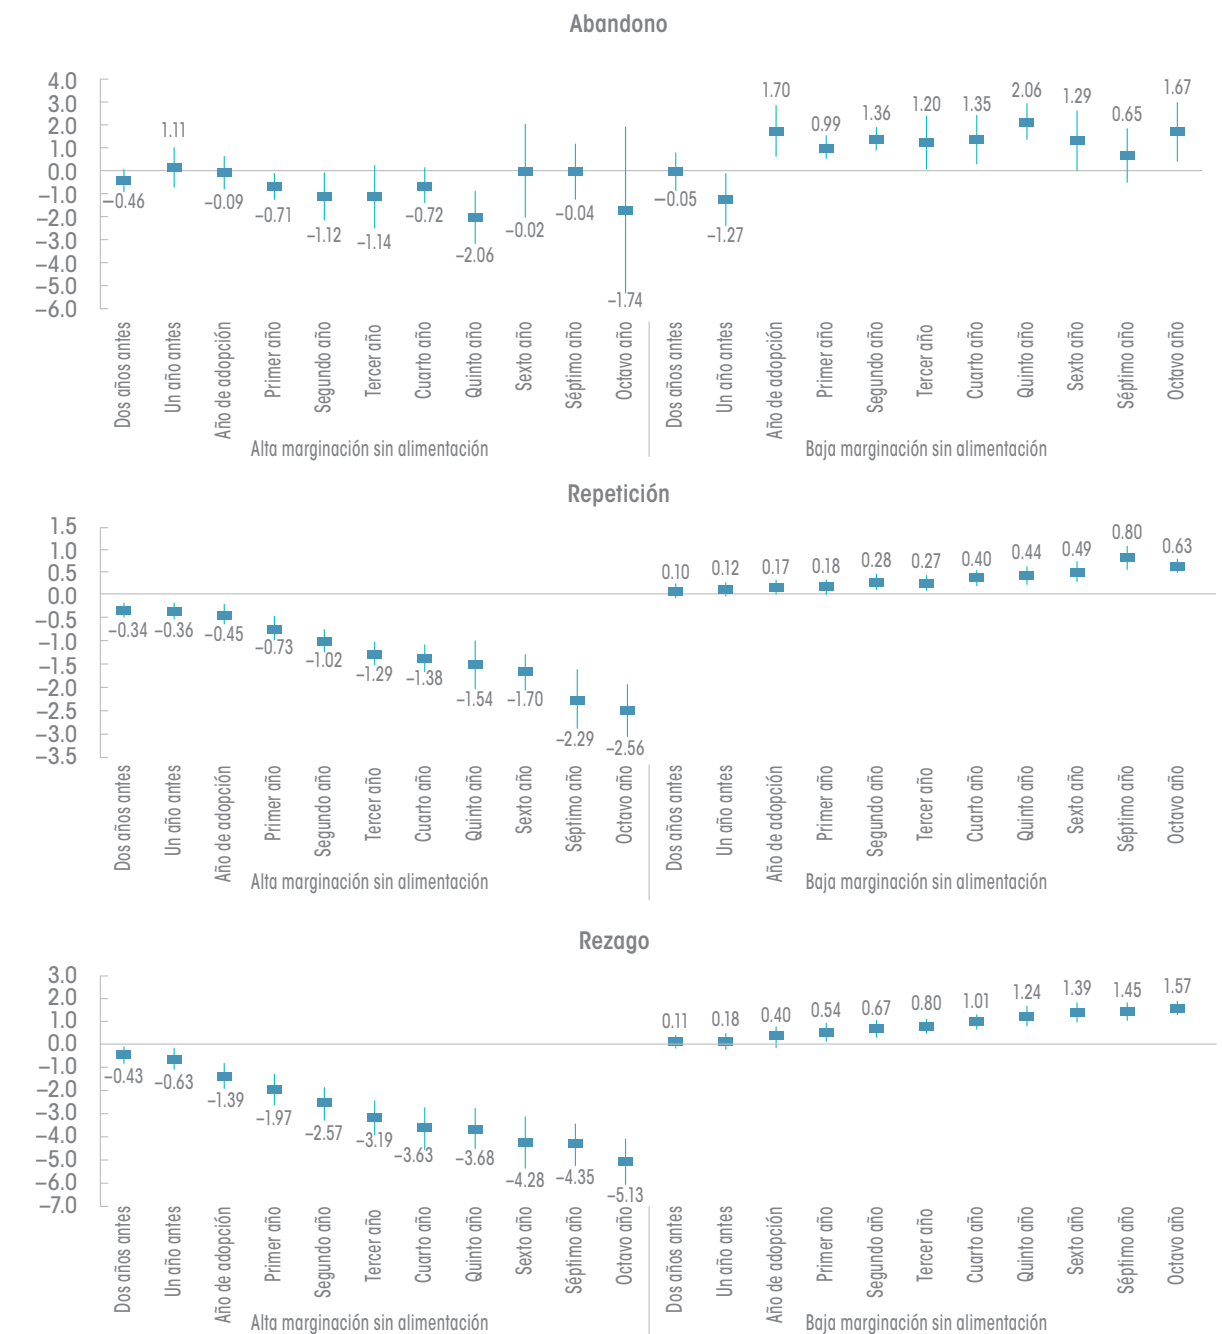 Abandono
4.0
3.0
2.0
1.0
0.0
−1.0
−2.0
−3.0
−4.0
−5.0
−6.0
−0.46
1.11
−0.09
−0.71
−1.12
−1.14
−0.72
−2.06
−0.02
−0.04
−1.74
−0.05
−1.27
1.70
0.99
1.36
1.20
1.35
2.06
1.29
0.65
1.67
Dos años antes
Un año antes
Año de adopción
Primer año
Segundo año
Tercer año
Cuarto año
Quinto año
Sexto año
Séptimo año
Octavo año
Dos años antes
Un año antes
Año de adopción
Primer año
Segundo año
Tercer año
Cuarto año
Quinto año
Sexto año
Séptimo año
Octavo año
Alta marginación sin alimentación
Baja marginación sin alimentación
Repetición
1.5
1.0
0.5
0.0
−0.5
−1.0
−1.5
−2.0
−2.5
−3.0
−3.5
−0.34
−0.36
−0.45
−0.73
−1.02
−1.29
−1.38
−1.54
−1.70
−2.29
−2.56
0.10
0.12
0.17
0.18
0.28
0.27
0.40
0.44
0.49
0.80
0.63
Dos años antes
Un año antes
Año de adopción
Primer año
Segundo año
Tercer año
Cuarto año
Quinto año
Sexto año
Séptimo año
Octavo año
Dos años antes
Un año antes
Año de adopción
Primer año
Segundo año
Tercer año
Cuarto año
Quinto año
Sexto año
Séptimo año
Octavo año
Alta marginación sin alimentación
Baja marginación sin alimentación
Rezago
3.0
2.0
1.0
0.0
−1.0
−2.0
−3.0
−4.0
−5.0
−6.0
−7.0
−0.43
−0.63
−1.39
−1.97
−2.57
−3.19
−3.63
−3.68
−4.28
−4.35
−5.13
0.11
0.18
0.40
0.54
0.67
0.80
1.01
1.24
1.39
1.45
1.57
Dos años antes
Un año antes
Año de adopción
Primer año
Segundo año
Tercer año
Cuarto año
Quinto año
Sexto año
Séptimo año
Octavo año
Dos años antes
Un año antes
Año de adopción
Primer año
Segundo año
Tercer año
Cuarto año
Quinto año
Sexto año
Séptimo año
Octavo año
Alta marginación sin alimentación
Baja marginación sin alimentación